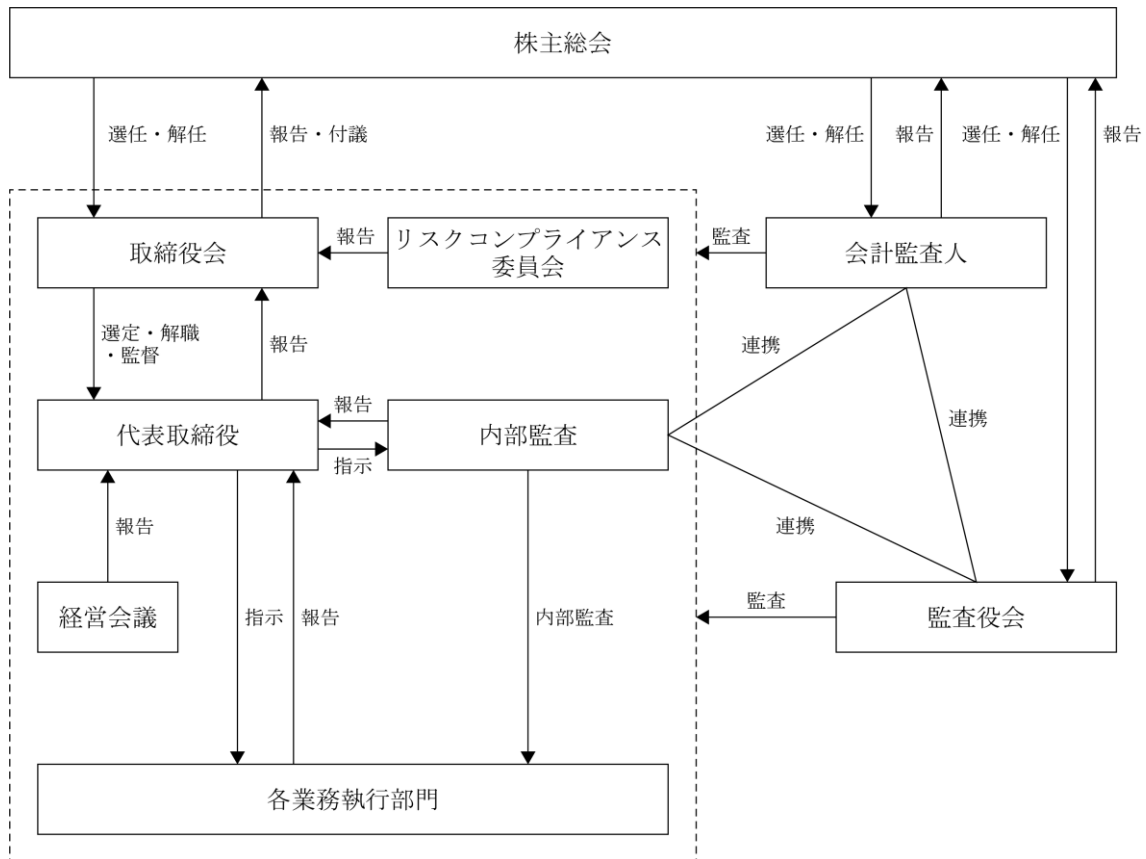 株主総会
選任・解任
報告・付議
選任・解任
報告
選任・解任
報告
取締役会
報告
リスクコンプライアンス
委員会
監査
会計監査人
選定・解職
・監督
報告
連携
代表取締役
報告
指示
内部監査
連携
報告
連携
経営会議
指示
報告
内部監査
監査
監査役会
各業務執行部門